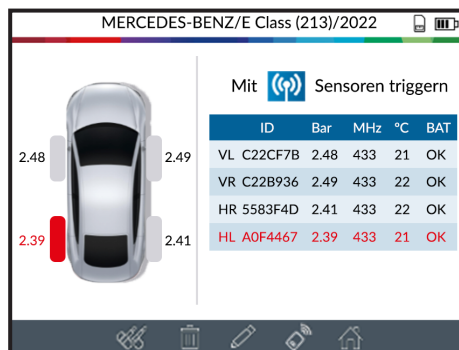 MERCEDES-BENZ/E Class (213)/2022
Mit Sensoren triggern
ID Bar MHz °C BAT
VL C22CF7B 2.48 433 21 OK
VR C22B936 2.49 433 22 OK
HR 5583F4D 2.41 433 22 OK
HL A0F4467 2.39 433 21 OK
2.48 2.49
2.39 2.41